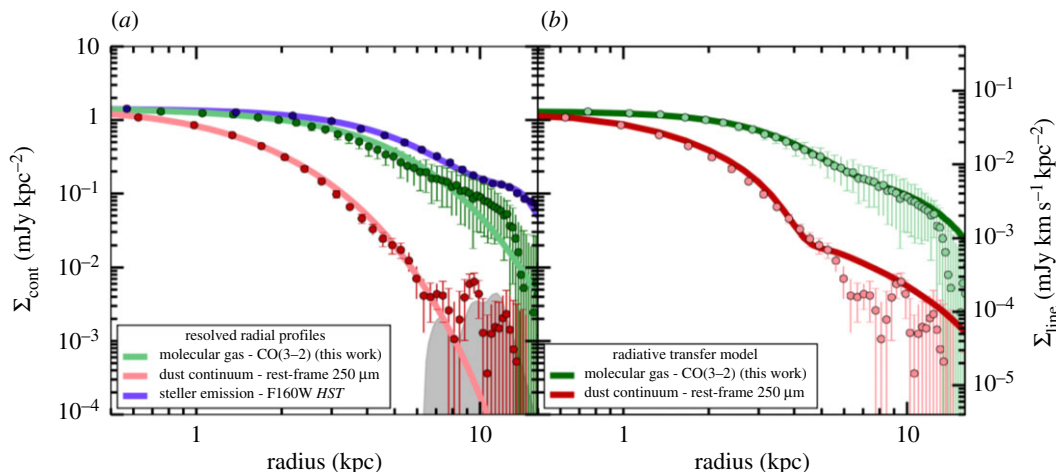 (a)
(b)
10
1
10⁻¹
10⁻²
10⁻³
10⁻⁴
Σcont (mJy kpc⁻²)
resolved radial profiles
molecular gas - CO(3–2) (this work)
dust continuum - rest-frame 250 μm
steller emission - F160W HST
1
10
radius (kpc)
radiative transfer model
molecular gas - CO(3–2) (this work)
dust continuum - rest-frame 250 μm
1
10
radius (kpc)
10⁻¹
10⁻²
10⁻³
10⁻⁴
10⁻⁵
Σline (mJy km s⁻¹ kpc⁻²)